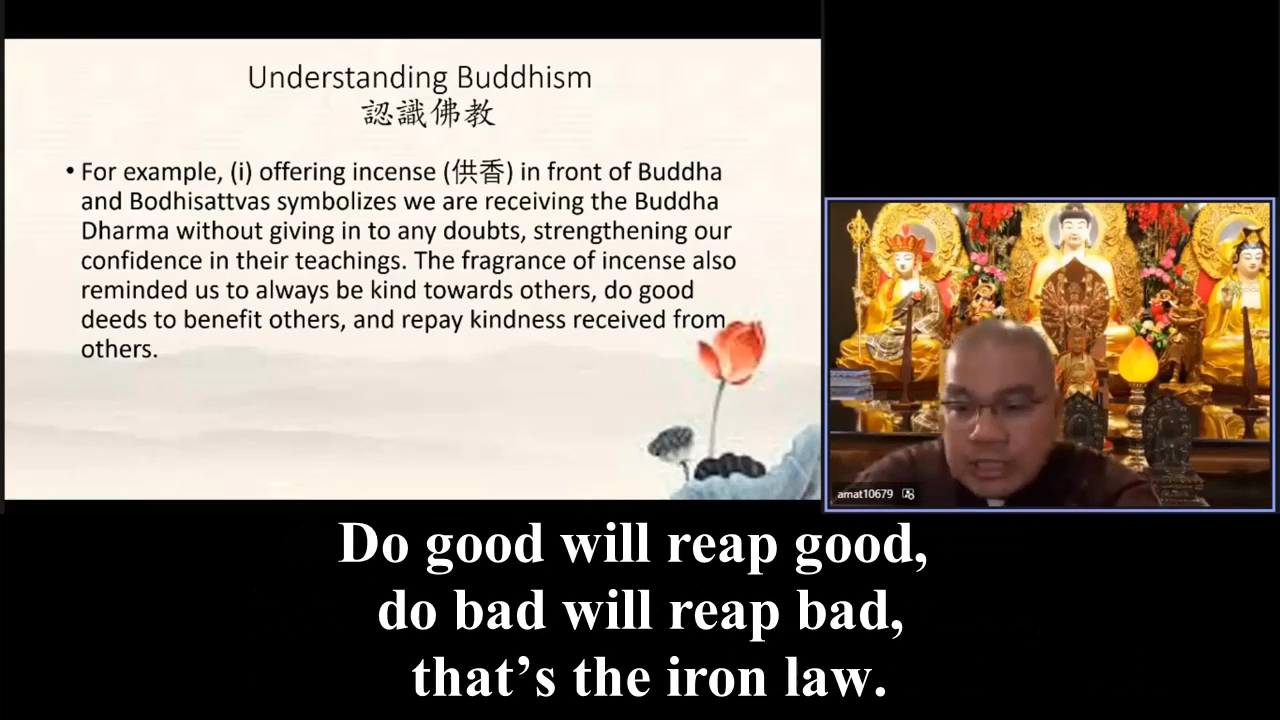 Understanding Buddhism
認識佛教
• For example, (i) offering incense (供香) in front of Buddha
and Bodhisattvas symbolizes we are receiving the Buddha
Dharma without giving in to any doubts, strengthening our
confidence in their teachings. The fragrance of incense also
reminded us to always be kind towards others, do good
deeds to benefit others, and repay kindness received from
others.
amat10679
Do good will reap good,
do bad will reap bad,
that’s the iron law.